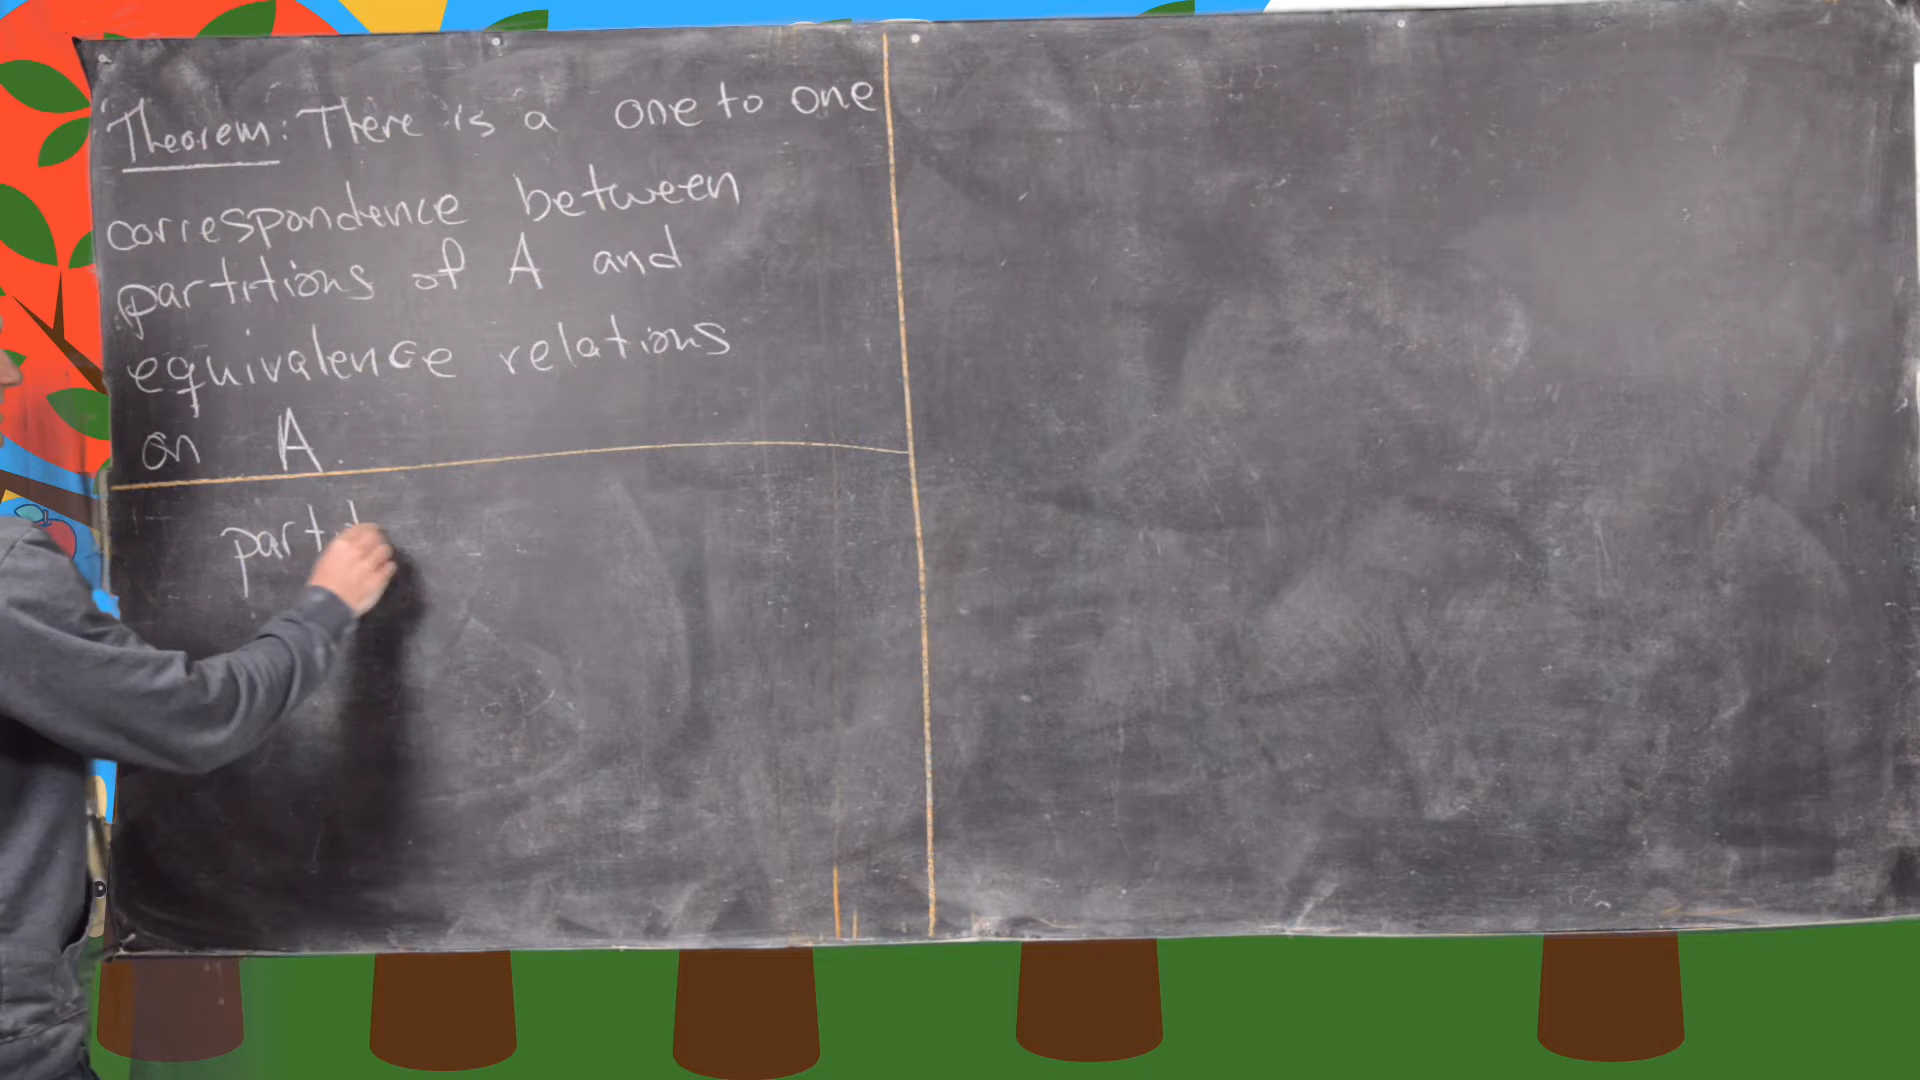 Theorem: There is a one to one
correspondence between
partitions of A and
equivalence relations
on A.
part